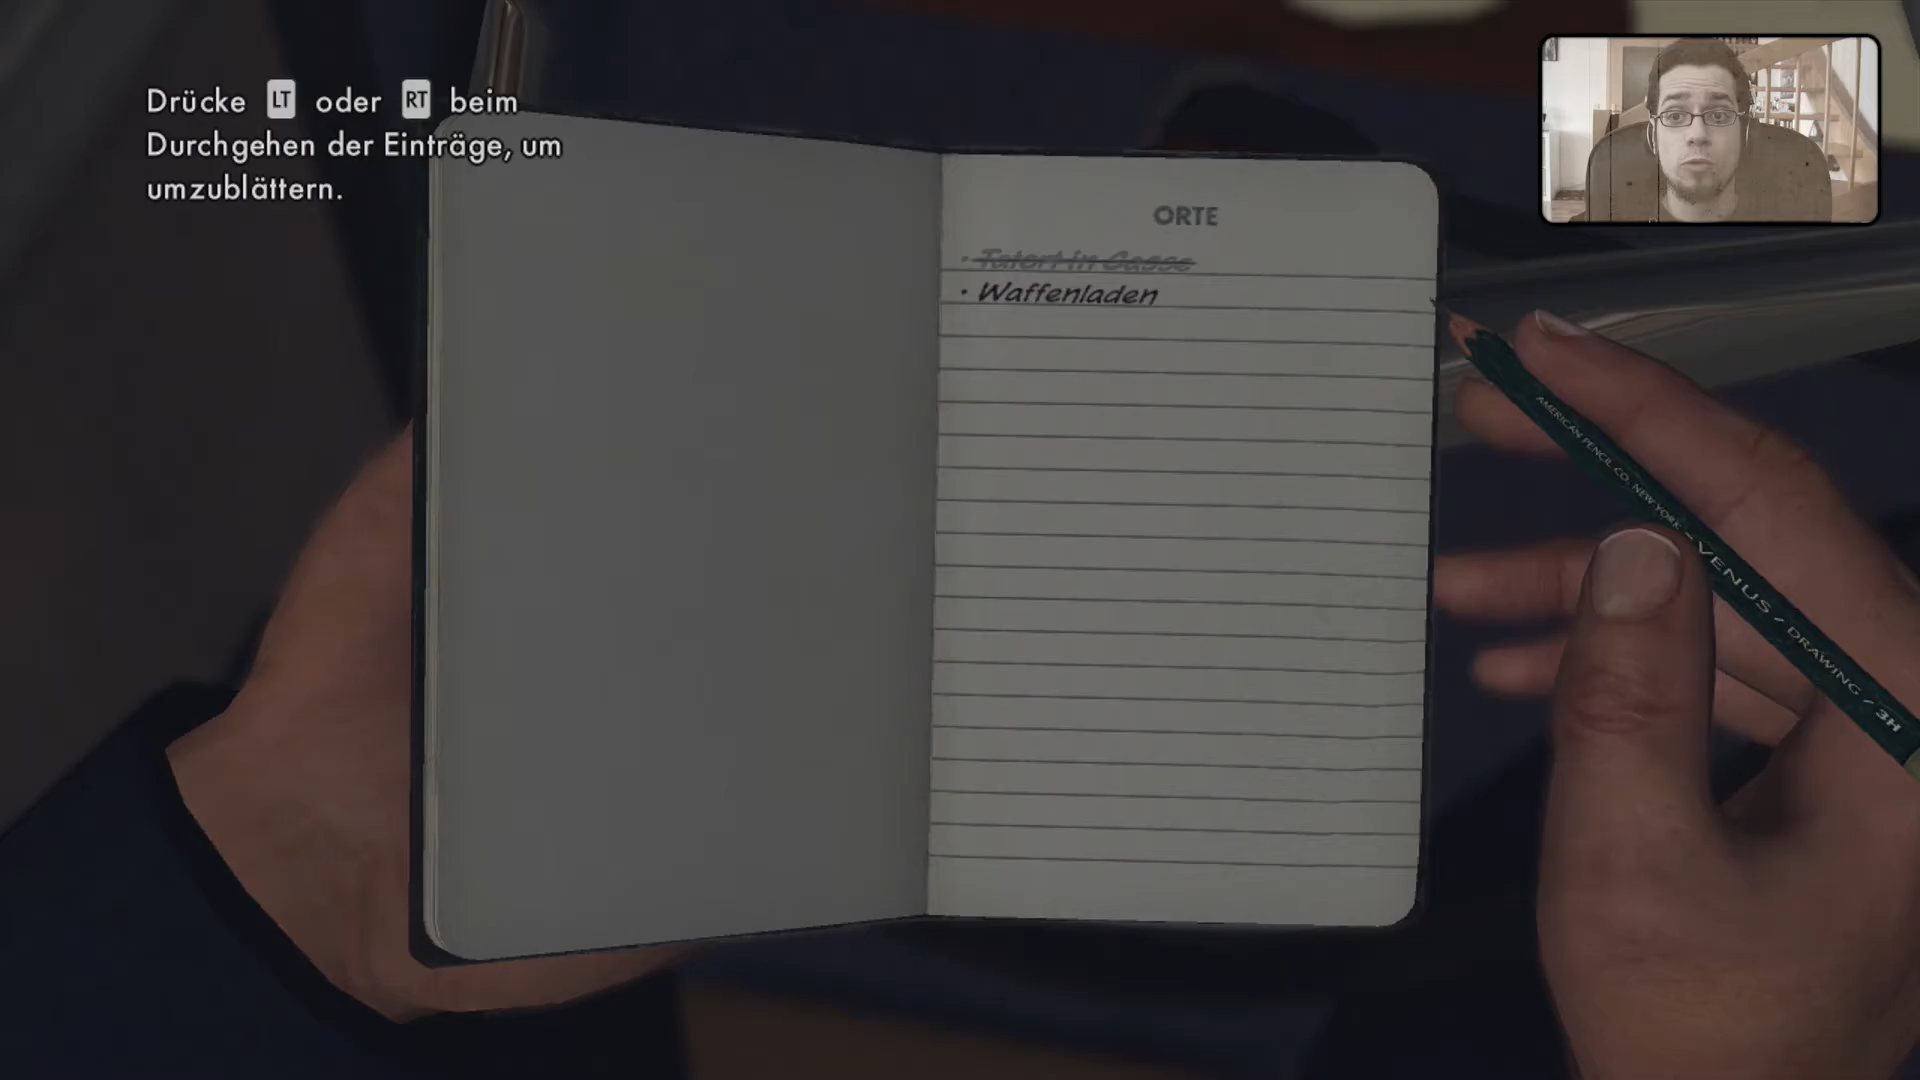 Drücke LT oder RT beim
Durchgehen der Einträge, um
umzublättern.
ORTE
· Tatort in Gasse
· Waffenladen
AMERICAN PENCIL CO. NEW YORK - VENUS / DRAWING / 3H